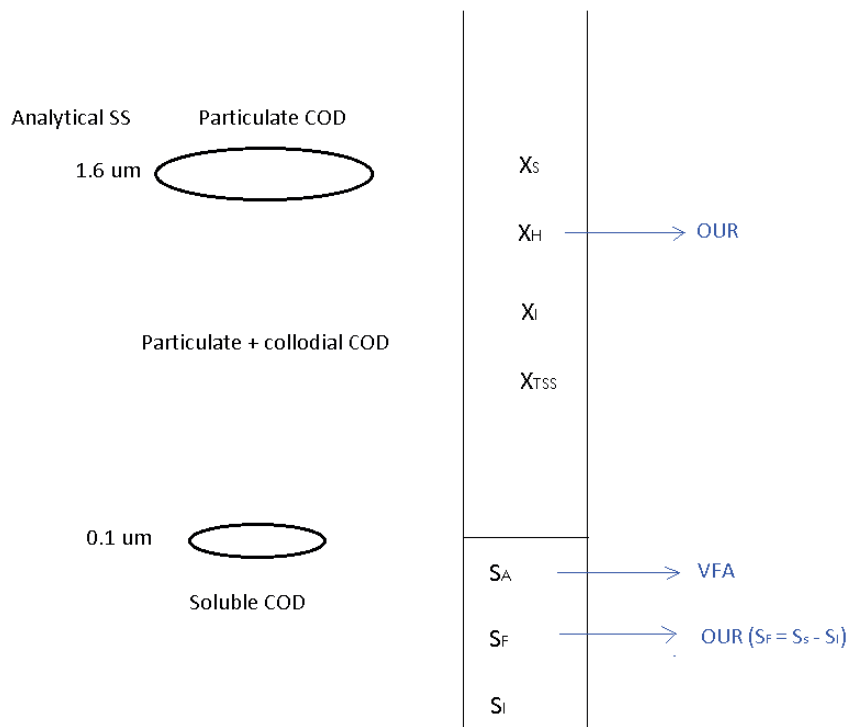 Analytical SS
Particulate COD
1.6 um
XS
XH
OUR
XI
Particulate + collodial COD
XTSS
0.1 um
SA
VFA
Soluble COD
SF
OUR (SF = Ss - SI)
SI